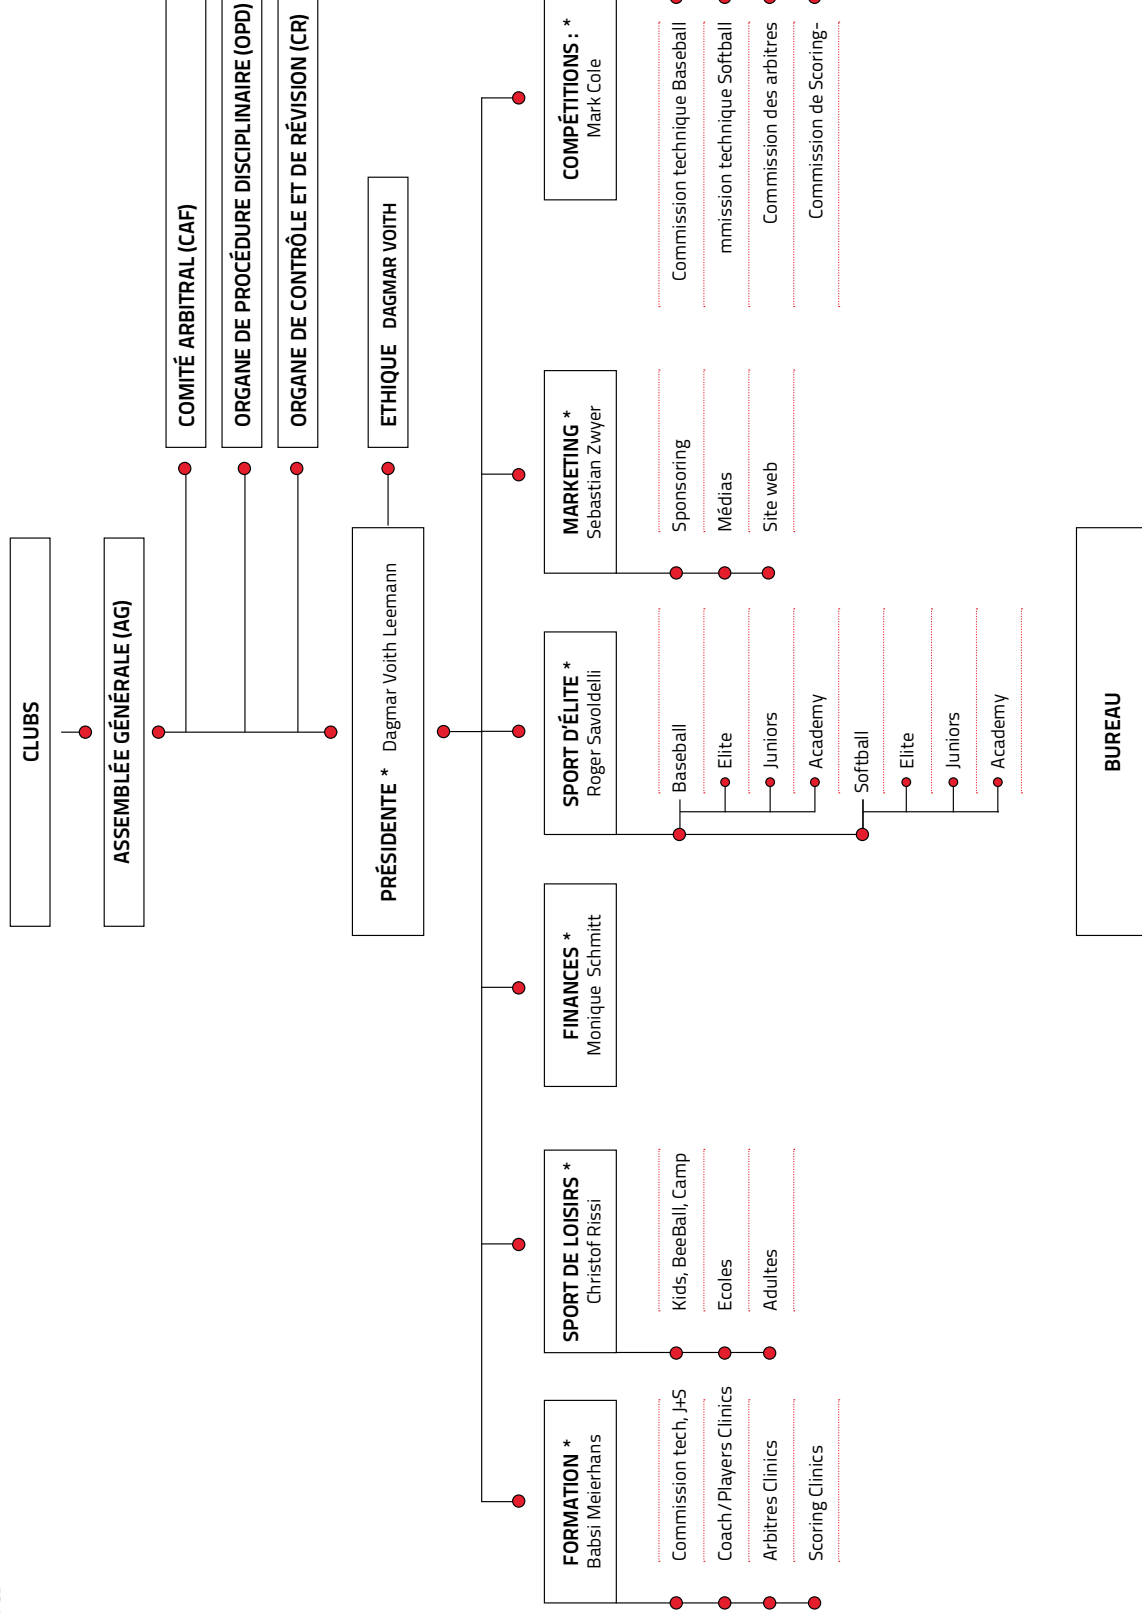 CLUBS
ASSEMBLÉE GÉNÉRALE (AG)
COMITÉ ARBITRAL (CAF)
ORGANE DE PROCÉDURE DISCIPLINAIRE (OPD)
ORGANE DE CONTRÔLE ET DE RÉVISION (CR)
PRÉSIDENTE * Dagmar Voith Leemann
ETHIQUE DAGMAR VOITH
FORMATION *
Babsi Meierhans
Commission tech, J+S
Coach / Players Clinics
Arbitres Clinics
Scoring Clinics
SPORT DE LOISIRS *
Christof Rissi
Kids, BeeBall, Camp
Ecoles
Adultes
FINANCES *
Monique Schmitt
SPORT D'ÉLITE *
Roger Savoldelli
Baseball
Elite
Juniors
Academy
Softball
Elite
Juniors
Academy
MARKETING *
Sebastian Zwyer
Sponsoring
Médias
Site web
COMPÉTITIONS : *
Mark Cole
Commission technique Baseball
mmission technique Softball
Commission des arbitres
Commission de Scoring-
BUREAU